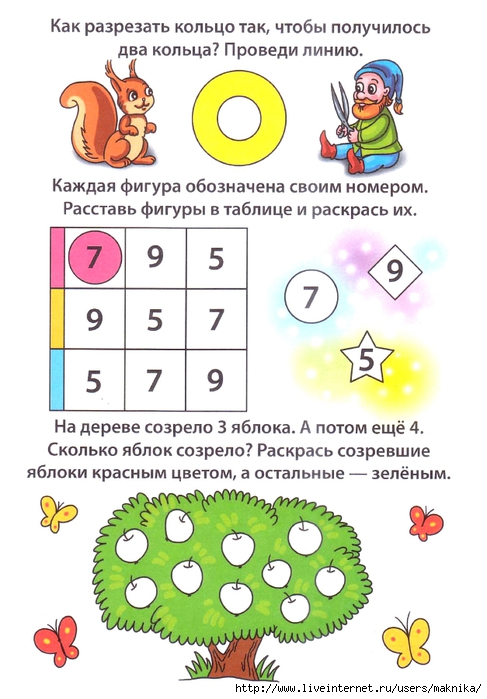 Как разрезать кольцо так, чтобы получилось
два кольца? Проведи линию.
Каждая фигура обозначена своим номером.
Расставь фигуры в таблице и раскрась их.
7 9 5
9 5 7
5 7 9
9
7
5
На дереве созрело 3 яблока. А потом ещё 4.
Сколько яблок созрело? Раскрась созревшие
яблоки красным цветом, а остальные — зелёным.
http://www.liveinternet.ru/users/maknika/